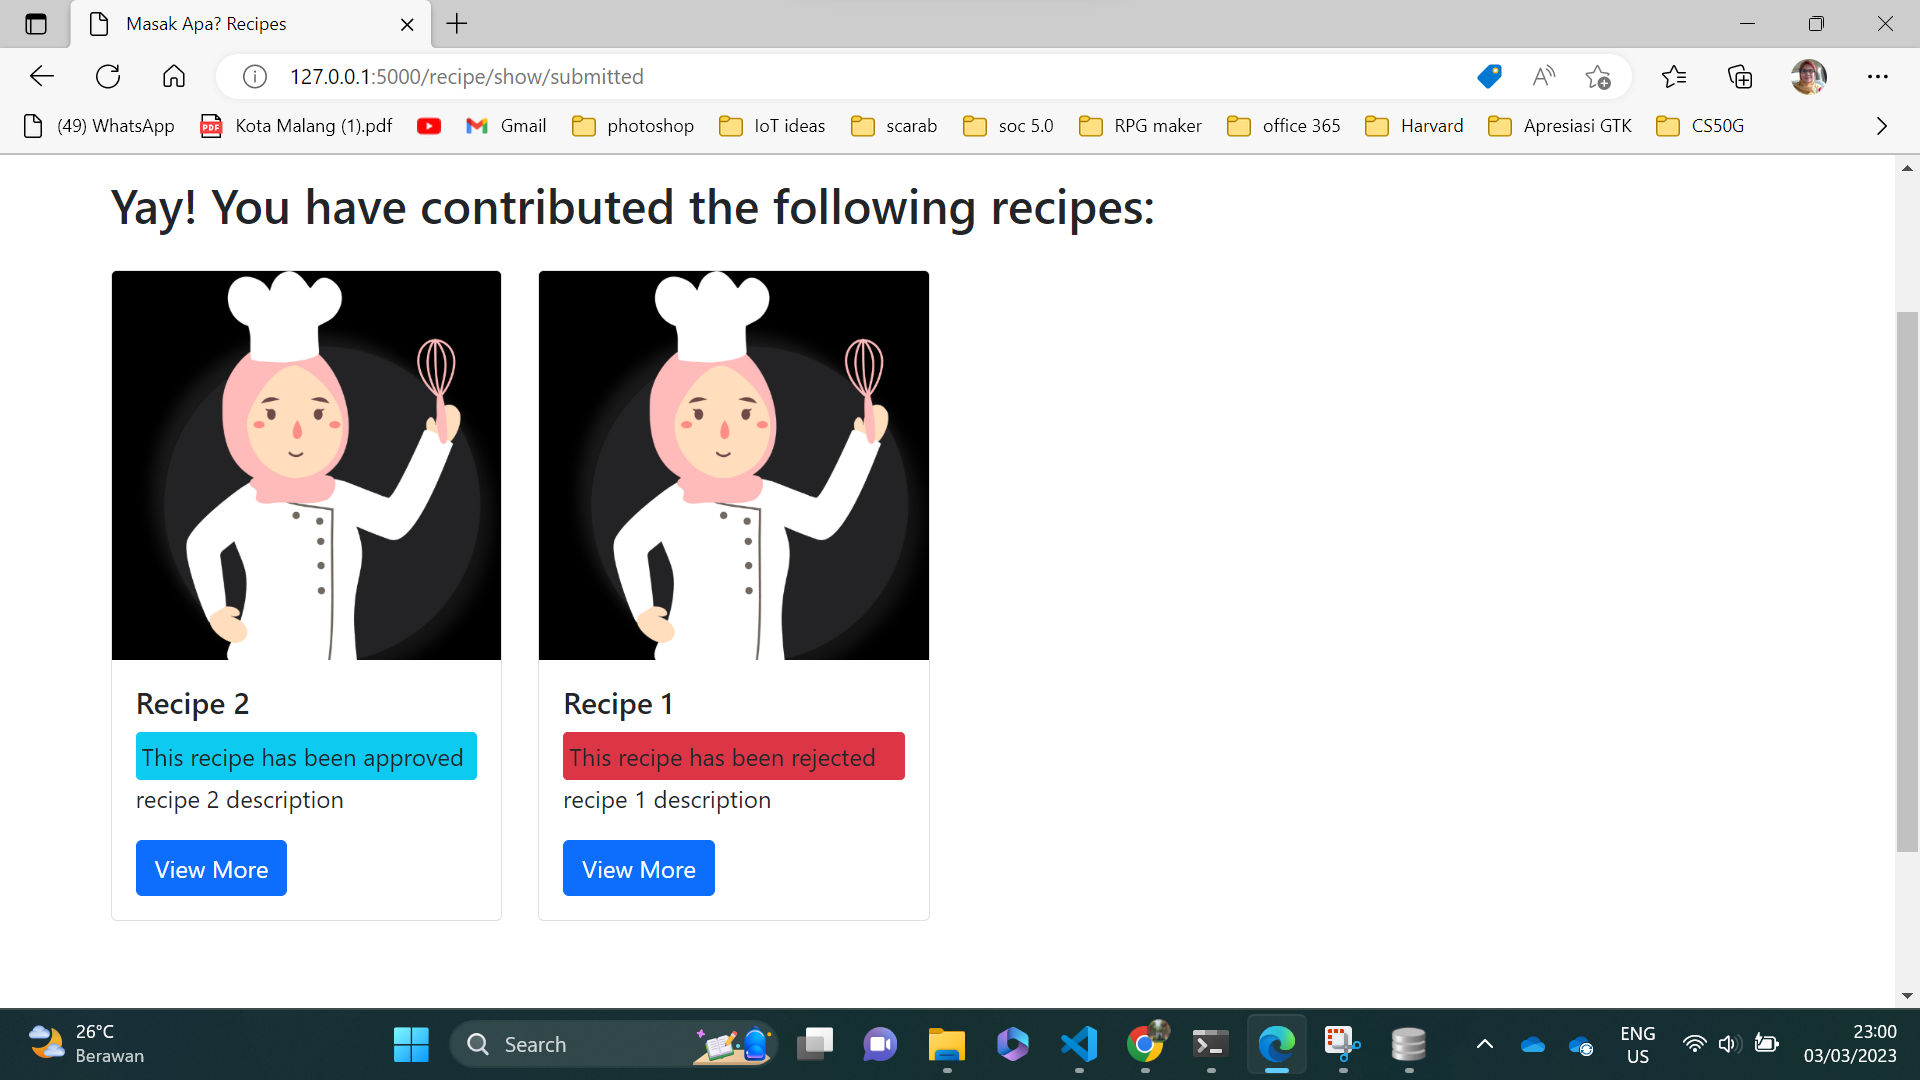 Masak Apa? Recipes
127.0.0.1:5000/recipe/show/submitted
(49) WhatsApp
PDF
Kota Malang (1).pdf
Gmail
photoshop
IoT ideas
scarab
soc 5.0
RPG maker
office 365
Harvard
Apresiasi GTK
CS50G
Yay! You have contributed the following recipes:
Recipe 2
This recipe has been approved
recipe 2 description
View More
Recipe 1
This recipe has been rejected
recipe 1 description
View More
26°C
Berawan
Search
ENG
US
23:00
03/03/2023